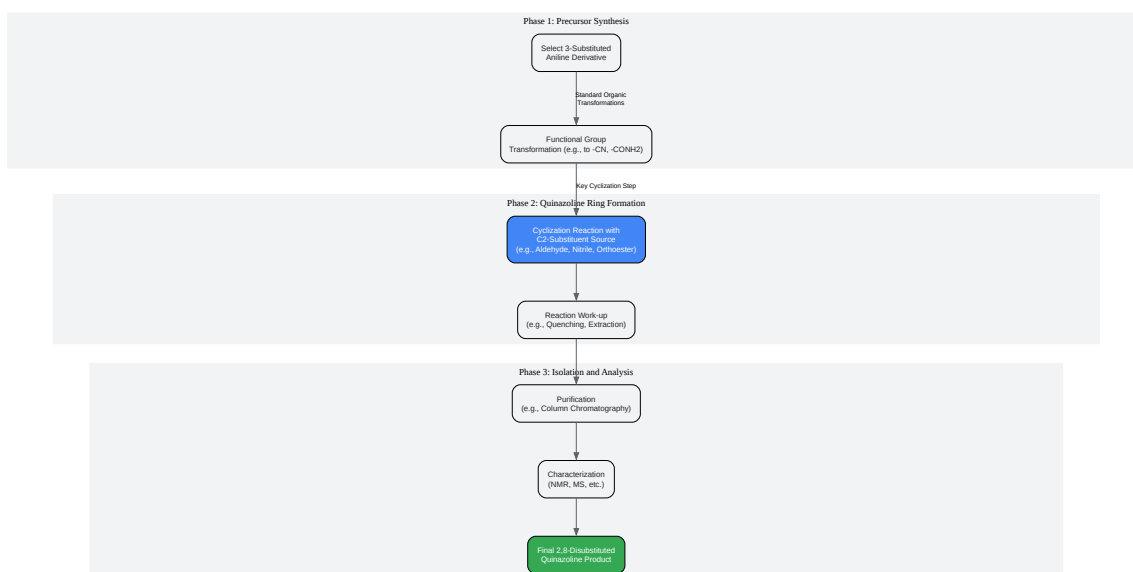 Phase 1: Precursor Synthesis
Select 3-Substituted
Aniline Derivative
Standard Organic
Transformations
Functional Group
Transformation (e.g., to -CN, -CONH2)
Key Cyclization Step
Phase 2: Quinazoline Ring Formation
Cyclization Reaction with
C2-Substituent Source
(e.g., Aldehyde, Nitrile, Orthoester)
Reaction Work-up
(e.g., Quenching, Extraction)
Phase 3: Isolation and Analysis
Purification
(e.g., Column Chromatography)
Characterization
(NMR, MS, etc.)
Final 2,8-Disubstituted
Quinazoline Product